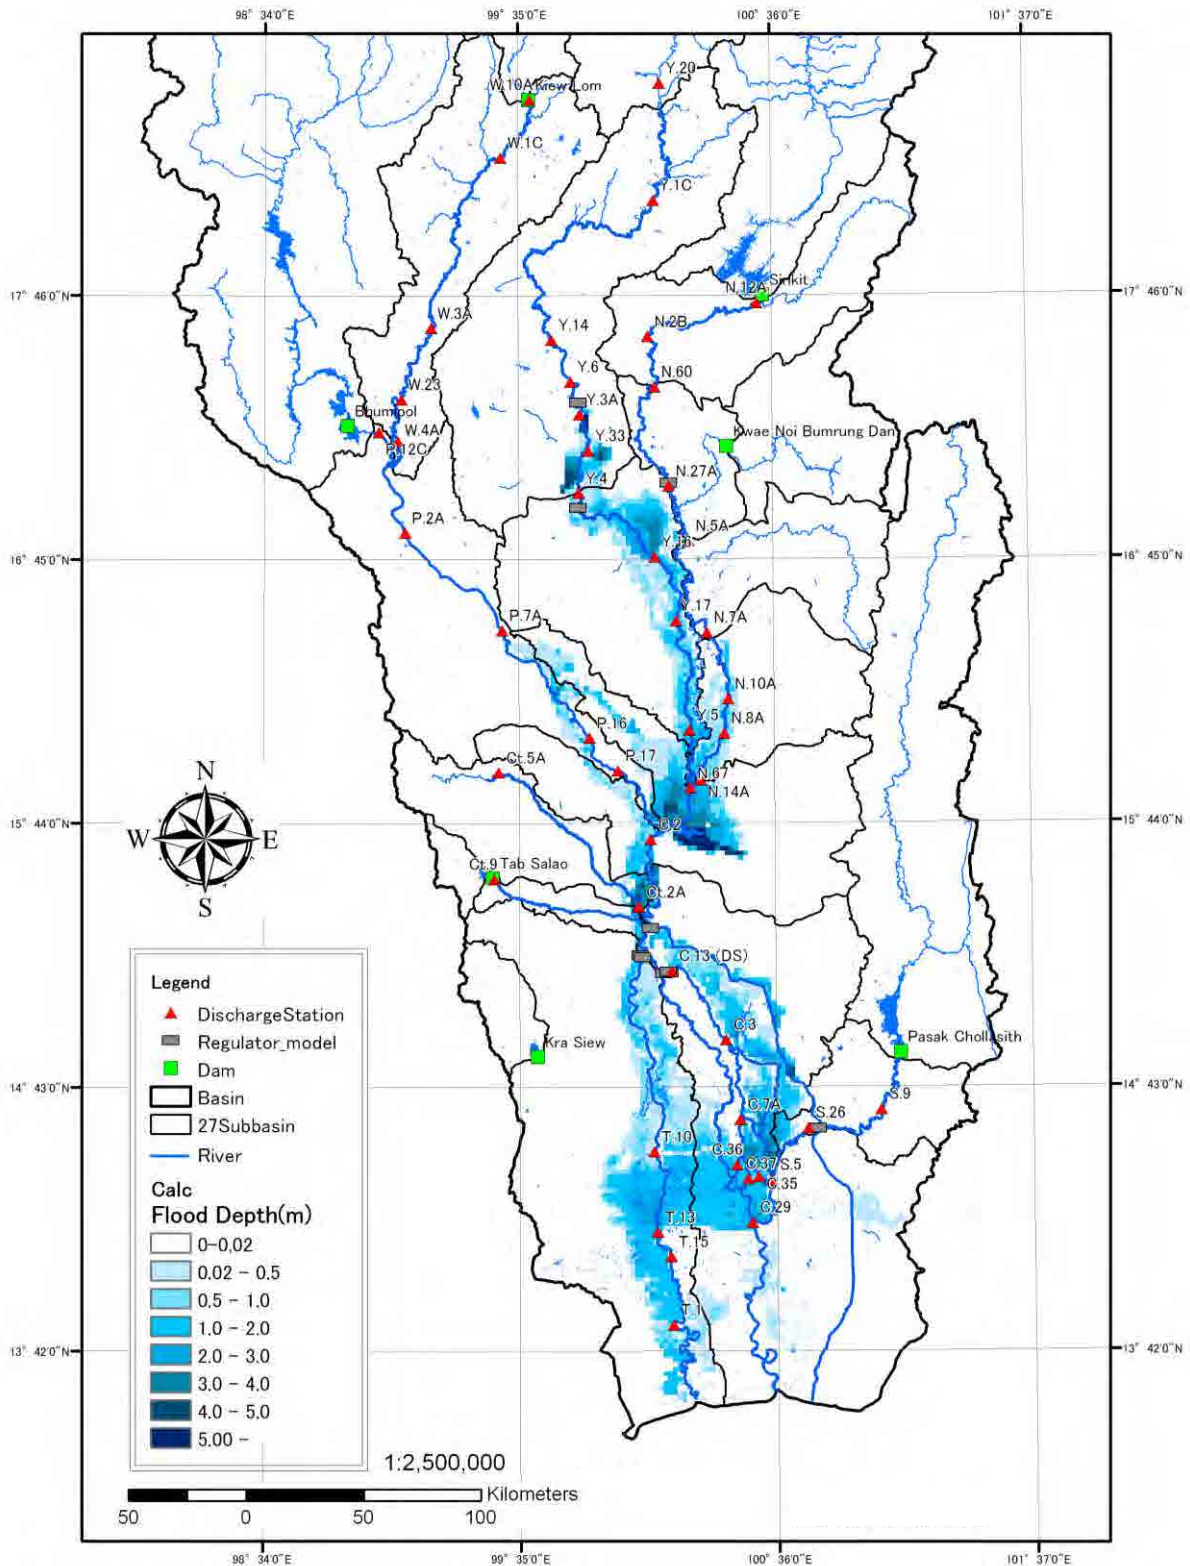 98° 34'0"E 99° 35'0"E 100° 36'0"E 101° 37'0"E
Y.20
W.10A Kiew Lom
W.1C
Y.1C
Sirikit
N.12A
17° 46'0"N 17° 46'0"N
W.3A
Y.14
N.2B
Y.6
N.60
W.23
Y.3A
Bhumipol
W.4A
Y.33
Kwae Noi Bumrung Dan
P.12C
Y.4
N.27A
P.2A
N.5A
Y.16
16° 45'0"N 16° 45'0"N
P.7A
Y.17
N.7A
N.10A
Y.5
N.8A
P.16
Ct.5A
P.17
N.67
N.14A
N
15° 44'0"N 15° 44'0"N
C.2
W E
Ct.9 Tab Salao
S
Ct.2A
C.13 (DS)
C.3
Kra Siew
Pasak Chollasith
14° 43'0"N 14° 43'0"N
S.9
C.7A
S.26
T.10
C.36
C.37
S.5
C.35
C.29
T.13
T.15
T.1
13° 42'0"N 13° 42'0"N
Legend
DischargeStation
Regulator_model
Dam
Basin
27Subbasin
River
Calc
Flood Depth(m)
0-0.02
0.02 - 0.5
0.5 - 1.0
1.0 - 2.0
2.0 - 3.0
3.0 - 4.0
4.0 - 5.0
5.00 -
1:2,500,000
Kilometers
50 0 50 100
98° 34'0"E 99° 35'0"E 100° 36'0"E 101° 37'0"E